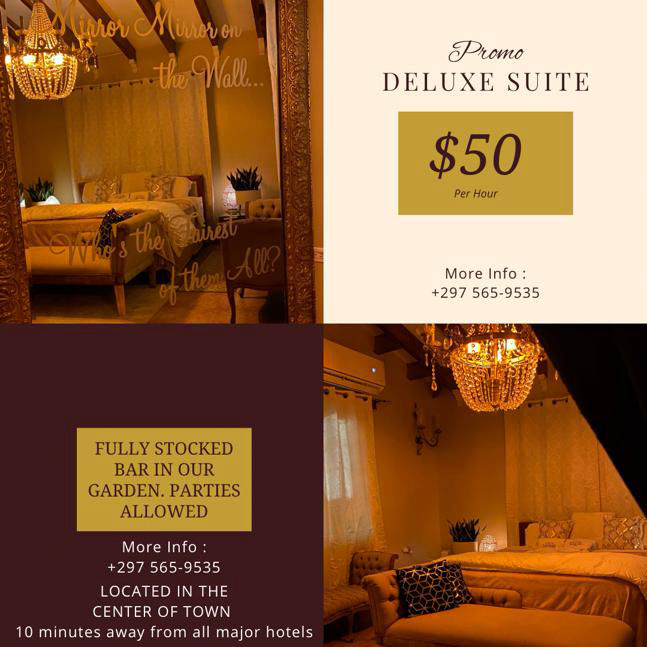 Mirror Mirror on
the Wall...
Who's the Fairest
of them All?
Promo
DELUXE SUITE
$50
Per Hour
More Info :
+297 565-9535
FULLY STOCKED
BAR IN OUR
GARDEN. PARTIES
ALLOWED
More Info :
+297 565-9535
LOCATED IN THE
CENTER OF TOWN
10 minutes away from all major hotels